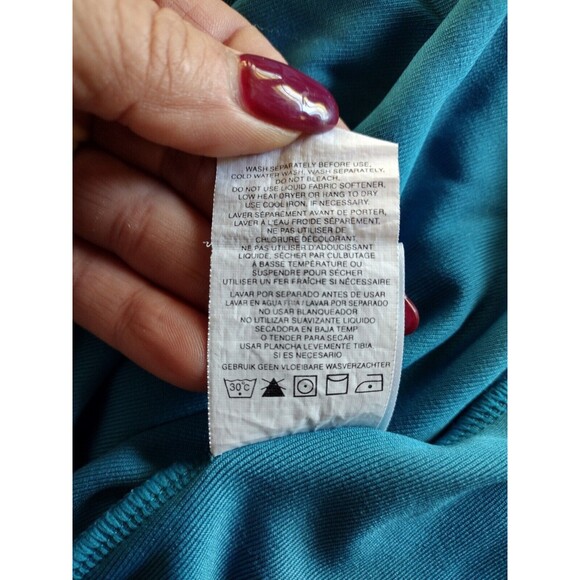 WASH SEPARATELY BEFORE USE,
COLD WATER WASH, WASH SEPARATELY,
DO NOT BLEACH.
DO NOT USE LIQUID FABRIC SOFTENER,
LOW HEAT DRYER OR HANG TO DRY
USE COOL IRON, IF NECESSARY.
LAVER SÉPARÉMENT AVANT DE PORTER,
LAVER À L'EAU FROIDE SÉPARÉMENT.
NE PAS UTILISER DE
CHLORURE DÉCOLORANT.
NE PAS UTILISER D'ADOUCISSANT
LIQUIDE, SÉCHER PAR CULBUTAGE
À BASSE TEMPÉRATURE OU
SUSPENDRE POUR SÉCHER
UTILISER UN FER FRAÎCHE SI NÉCESSAIRE
LAVAR POR SEPARADO ANTES DE USAR
LAVAR EN AGUA FRIA / LAVAR POR SEPARADO
NO USAR BLANQUEADOR
NO UTILIZAR SUAVIZANTE LIQUIDO
SECADORA EN BAJA TEMP
O TENDER PARA SECAR
USAR PLANCHA LEVEMENTE TIBIA
SI ES NECESARIO
GEBRUIK GEEN VLOEIBARE WASVERZACHTER
30°C